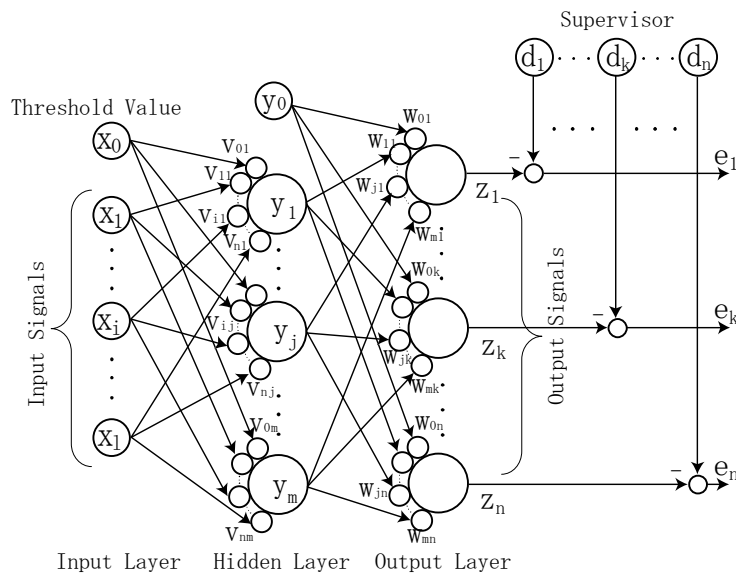 Supervisor
d1 · · · dk · · · dn
Threshold Value
x0
y0
v01
v11
vi1
vn1
w01
w11
wj1
wm1
x1
y1
z1
e1
Input Signals
Output Signals
xi
vij
vnj
yj
w0k
wjk
wmk
zk
ek
xl
v0m
vnm
ym
w0n
wjn
wmn
zn
en
Input Layer Hidden Layer Output Layer